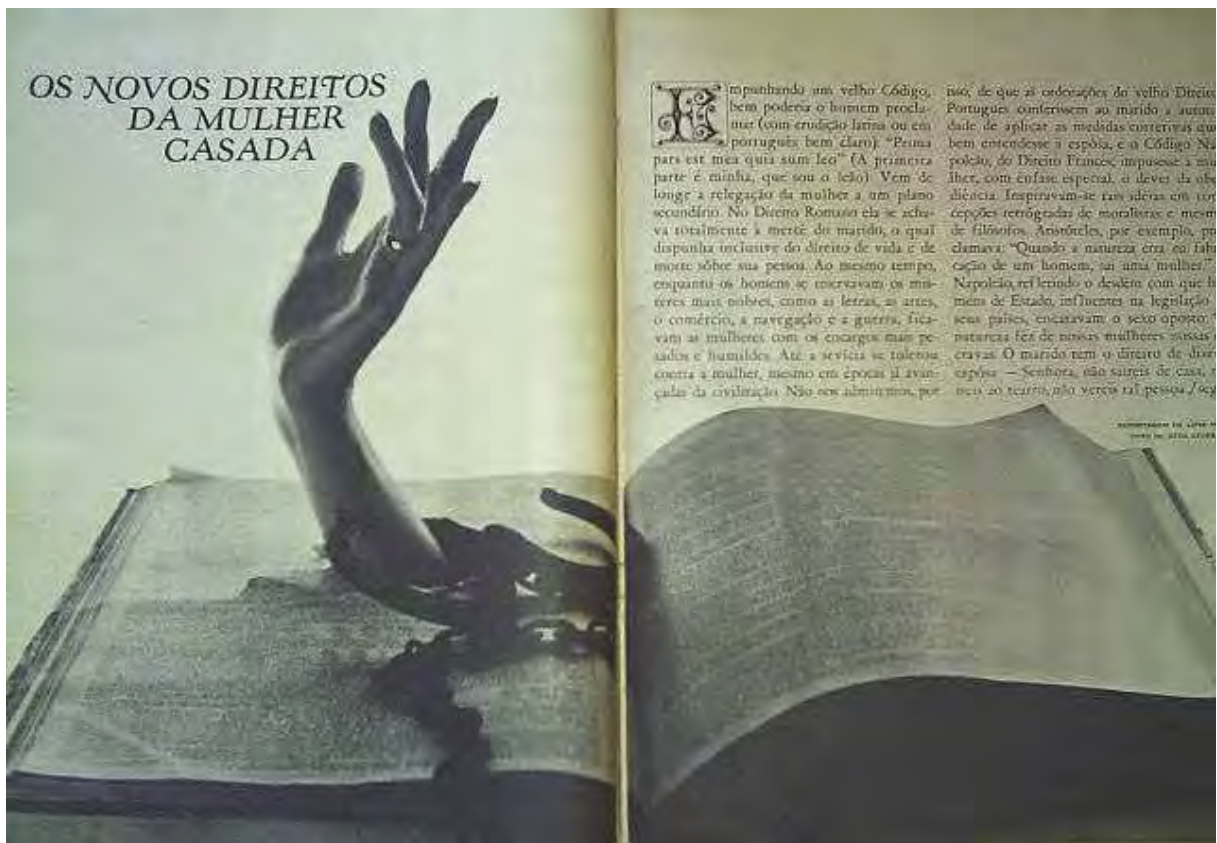 OS NOVOS DIREITOS
DA MULHER
CASADA
Empunhando um velho Código,
bem poderia o homem procla-
mar (com erudição latina ou em
português bem claro): "Prima
pars est mea quia sum leo" (A primeira
parte é minha, que sou o leão). Vem de
longe a relegação da mulher a um plano
secundário. No Direito Romano ela se acha-
va totalmente à mercê do marido, o qual
dispunha inclusive do direito de vida e de
morte sôbre sua pessoa. Ao mesmo tempo,
enquanto os homens se reservavam os mis-
teres mais nobres, como as letras, as artes,
o comércio, a navegação e a guerra, fica-
vam as mulheres com os encargos mais pe-
sados e humildes. Até a sevícia se tolerou
contra a mulher, mesmo em épocas já avan-
çadas da civilização. Não nos admiremos, por
isso, de que as ordenações do velho Direito
Português conferissem ao marido a
dade de aplicar as medidas corretivas que
bem entendesse à espôsa, e o Código
poleão, do Direito Francês, impusesse à
lher, com ênfase especial, o dever da
diência. Inspiravam-se tais idéias em
cepções retrógradas de moralistas e mesmo
de filósofos. Aristóteles, por exemplo,
clamava: "Quando a natureza erra em
cação de um homem, sai uma mulher."
Napoleão, refletindo o desdém com que
mens de Estado, influentes na legislação
seus países, encaravam o sexo oposto:
natureza fêz de nossas mulheres nossas
cravas. O marido tem o direito de
espôsa: — Senhora, não saireis de casa,
ireis ao teatro, não vereis tal pessoa./
REPORTAGEM DE
FOTO DE